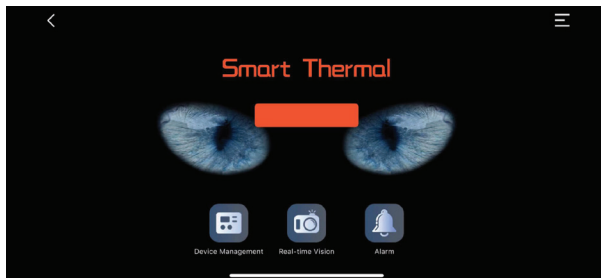 Smart Thermal
Device Management
Real-time Vision
Alarm